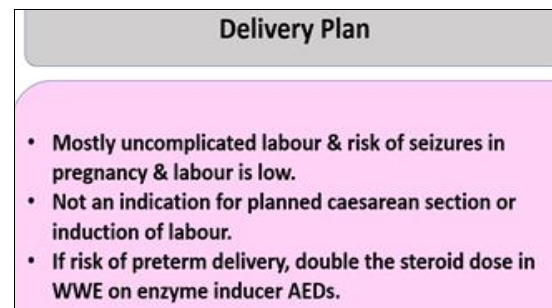 Delivery Plan
• Mostly uncomplicated labour & risk of seizures in
pregnancy & labour is low.
• Not an indication for planned caesarean section or
induction of labour.
• If risk of preterm delivery, double the steroid dose in
WWE on enzyme inducer AEDs.